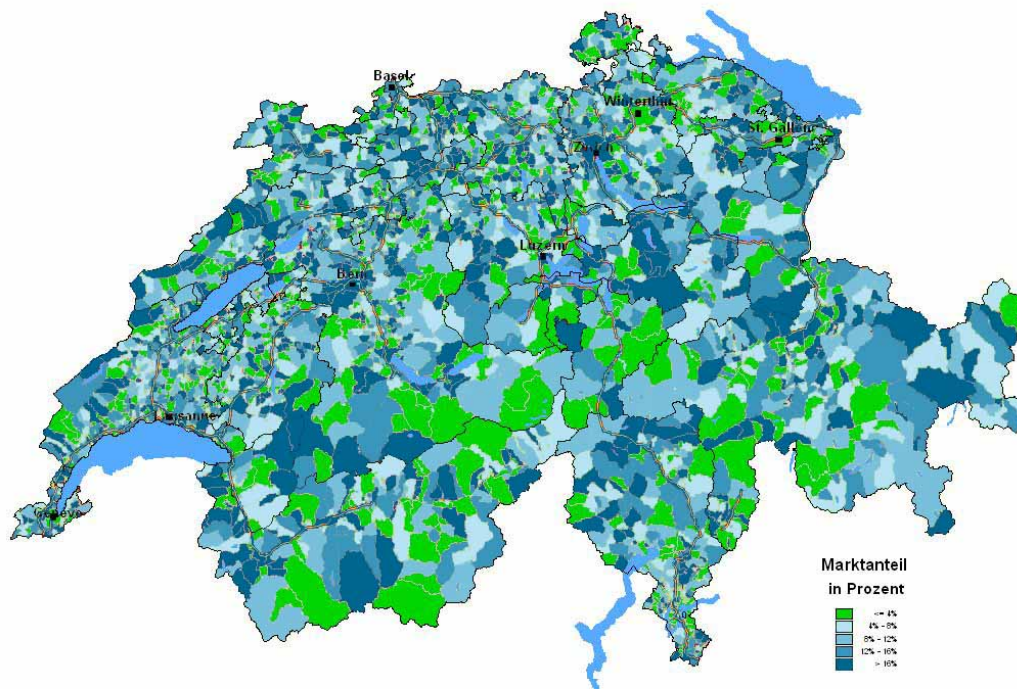 Basel
Winterthur
St. Gallen
Zürich
Luzern
Bern
Lausanne
Genève
Marktanteil
in Prozent
<= 4%
4% - 8%
8% - 12%
12% - 16%
> 16%